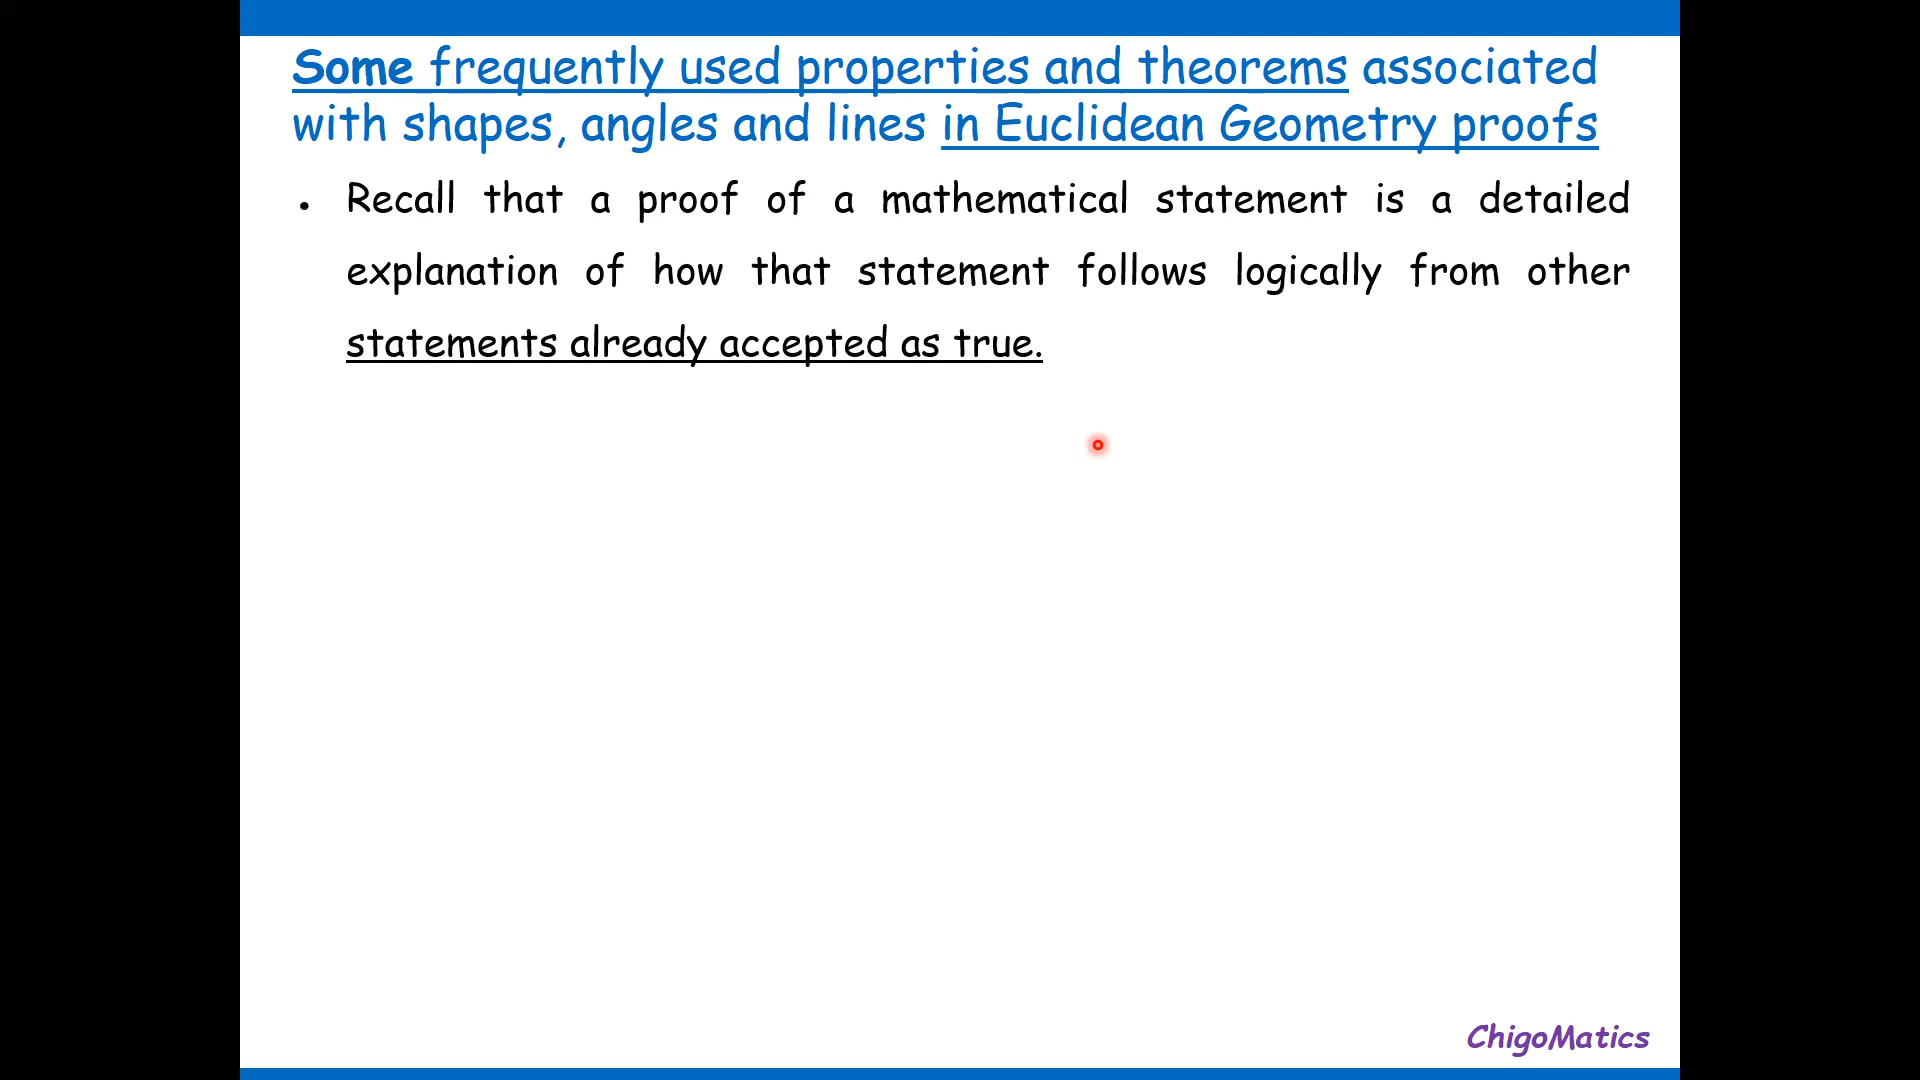 Some frequently used properties and theorems associated
with shapes, angles and lines in Euclidean Geometry proofs
• Recall that a proof of a mathematical statement is a detailed
explanation of how that statement follows logically from other
statements already accepted as true.
ChigoMatics